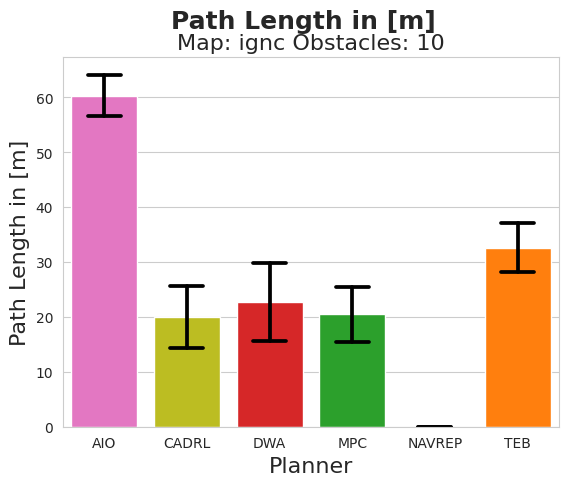 Path Length in [m]
Map: ignc Obstacles: 10
Path Length in [m]
60
50
40
30
20
10
0
AIO CADRL DWA MPC NAVREP TEB
Planner